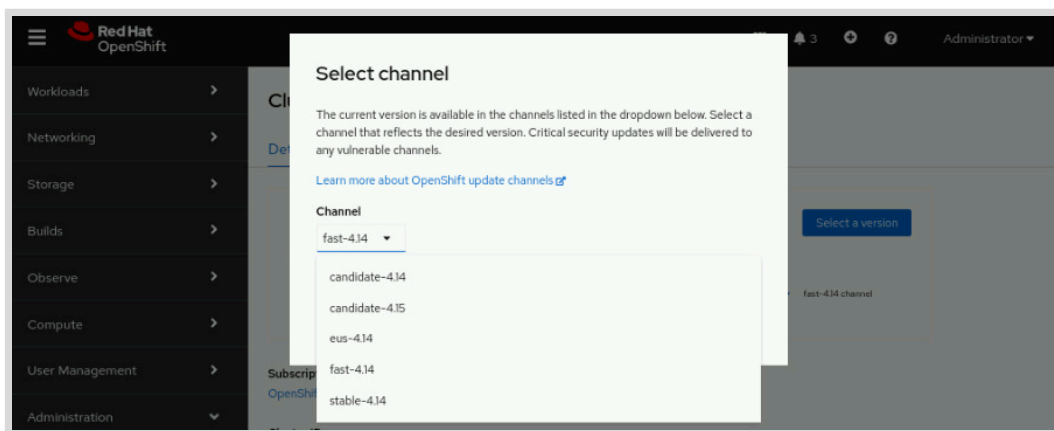 Red Hat
OpenShift
3
Administrator
Workloads
Networking
Storage
Builds
Observe
Compute
User Management
Administration
Select channel
The current version is available in the channels listed in the dropdown below. Select a
channel that reflects the desired version. Critical security updates will be delivered to
any vulnerable channels.
Learn more about OpenShift update channels
Channel
fast-4.14
candidate-4.14
candidate-4.15
eus-4.14
fast-4.14
stable-4.14
Select a version
fast-4.14 channel